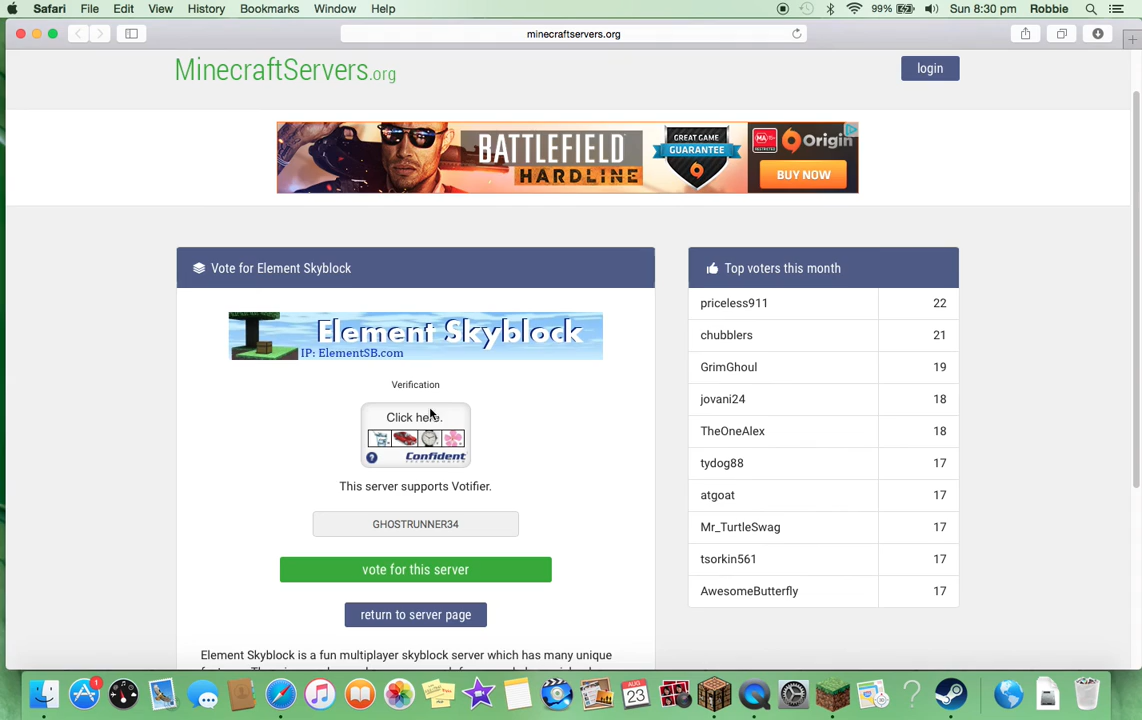 Safari File Edit View History Bookmarks Window Help 99% Sun 8:30 pm Robbie
minecraftservers.org
MinecraftServers.org
login
BATTLEFIELD
HARDLINE
GREAT GAME
GUARANTEE
MA
Origin
BUY NOW
Vote for Element Skyblock
Element Skyblock
IP: ElementSB.com
Verification
Click here.
Confident
This server supports Votifier.
GHOSTRUNNER34
vote for this server
return to server page
Element Skyblock is a fun multiplayer skyblock server which has many unique
Top voters this month
priceless911 22
chubblers 21
GrimGhoul 19
jovani24 18
TheOneAlex 18
tydog88 17
atgoat 17
Mr_TurtleSwag 17
tsorkin561 17
AwesomeButterfly 17
1
AUG
23